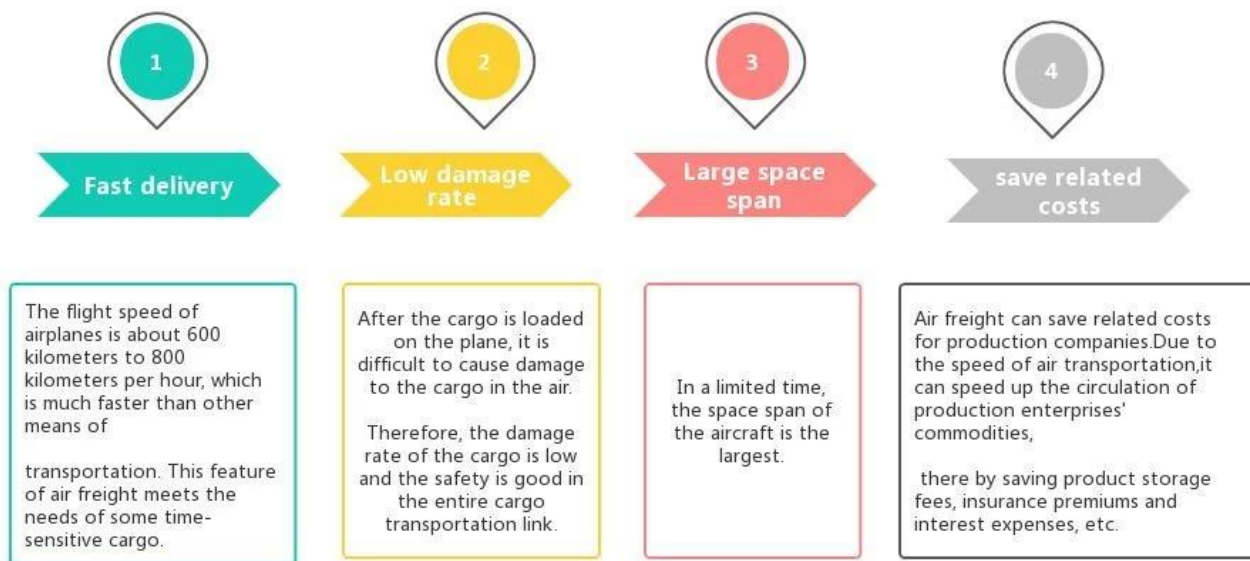 1
2
3
4
Fast delivery
Low damage
rate
Large space
span
save related
costs
The flight speed of
airplanes is about 600
kilometers to 800
kilometers per hour, which
is much faster than other
means of
transportation. This feature
of air freight meets the
needs of some time-
sensitive cargo.
After the cargo is loaded
on the plane, it is
difficult to cause damage
to the cargo in the air.
Therefore, the damage
rate of the cargo is low
and the safety is good in
the entire cargo
transportation link.
In a limited time,
the space span of
the aircraft is the
largest.
Air freight can save related costs
for production companies.Due to
the speed of air transportation,it
can speed up the circulation of
production enterprises'
commodities,
there by saving product storage
fees, insurance premiums and
interest expenses, etc.